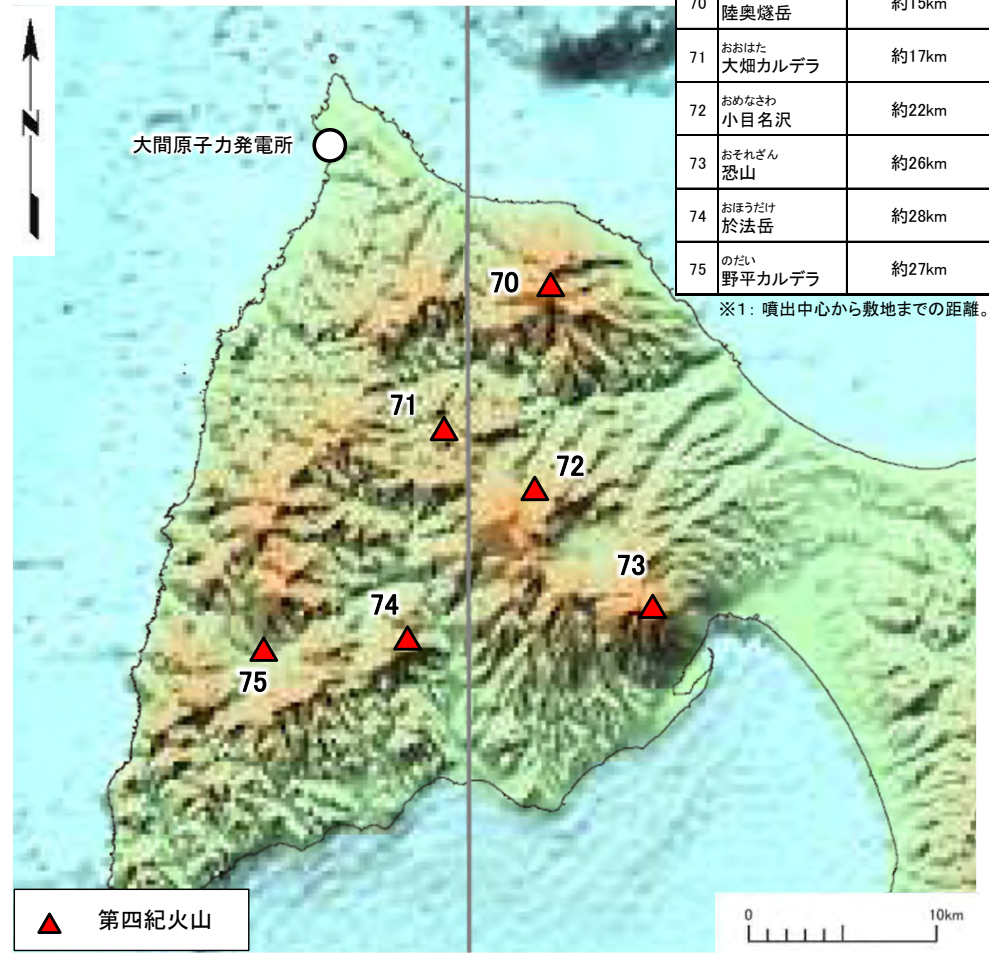 70 陸奥燧岳 約15km
71 おおはた 大畑カルデラ 約17km
72 おめなさわ 小目名沢 約22km
73 おそれざん 恐山 約26km
74 おほうだけ 於法岳 約28km
75 のだい 野平カルデラ 約27km
※1: 噴出中心から敷地までの距離。
N
大間原子力発電所
70
71
72
73
74
75
第四紀火山
0 10km